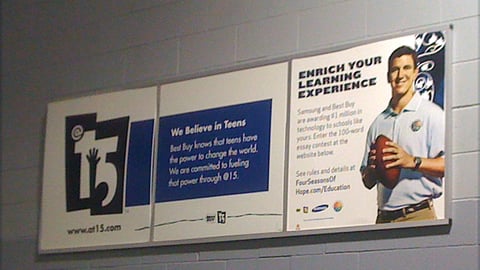 @
15
www.at15.com
We Believe in Teens
Best Buy knows that teens have
the power to change the world.
We are committed to fueling
that power through @15.
15
ENRICH YOUR
LEARNING
EXPERIENCE
Samsung and Best Buy
are awarding $1 million in
technology to schools like
yours. Enter the 100-word
essay contest at the
website below.
See rules and details at
FourSeasonsOf
Hope.com/Education
SAMSUNG